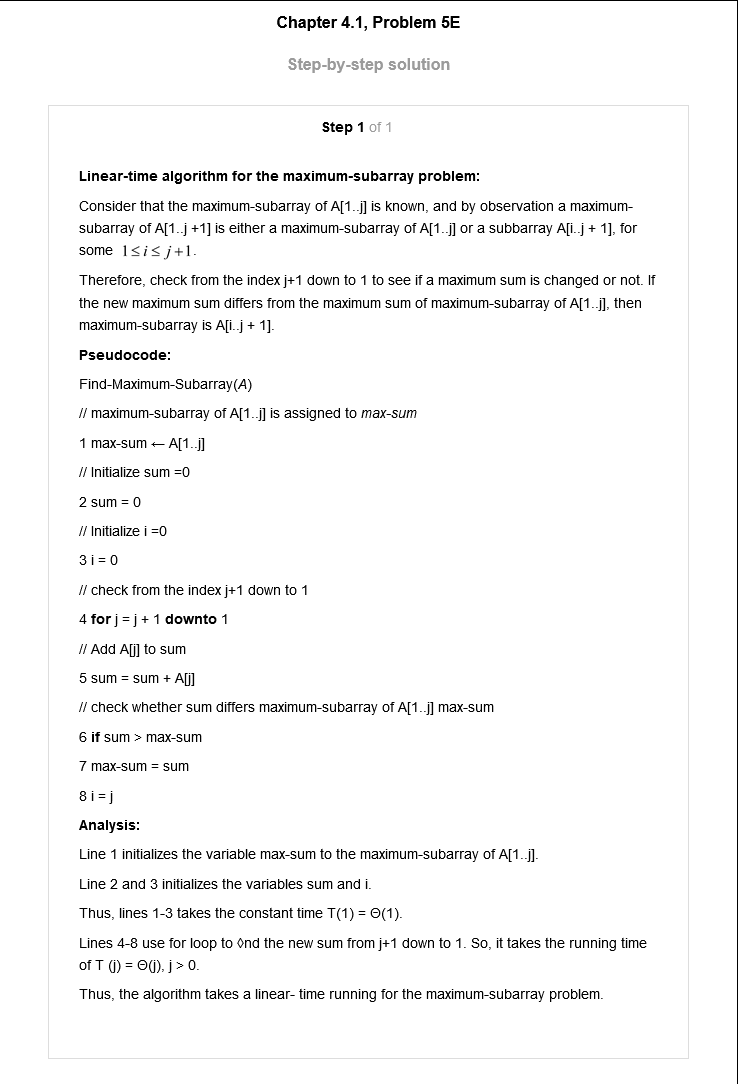 Chapter 4.1, Problem 5E
Step-by-step solution
Step 1 of 1
Linear-time algorithm for the maximum-subarray problem:
Consider that the maximum-subarray of A[1..j] is known, and by observation a maximum-
subarray of A[1..j +1] is either a maximum-subarray of A[1..j] or a subbarray A[i..j + 1], for
some 1 ≤ i ≤ j + 1.
Therefore, check from the index j+1 down to 1 to see if a maximum sum is changed or not. If
the new maximum sum differs from the maximum sum of maximum-subarray of A[1..j], then
maximum-subarray is A[i..j + 1].
Pseudocode:
Find-Maximum-Subarray(A)
// maximum-subarray of A[1..j] is assigned to max-sum
1 max-sum ← A[1..j]
// Initialize sum =0
2 sum = 0
// Initialize i =0
3 i = 0
// check from the index j+1 down to 1
4 for j = j + 1 downto 1
// Add A[j] to sum
5 sum = sum + A[j]
// check whether sum differs maximum-subarray of A[1..j] max-sum
6 if sum > max-sum
7 max-sum = sum
8 i = j
Analysis:
Line 1 initializes the variable max-sum to the maximum-subarray of A[1..j].
Line 2 and 3 initializes the variables sum and i.
Thus, lines 1-3 takes the constant time T(1) = Θ(1).
Lines 4-8 use for loop to ◊nd the new sum from j+1 down to 1. So, it takes the running time
of T (j) = Θ(j), j > 0.
Thus, the algorithm takes a linear- time running for the maximum-subarray problem.